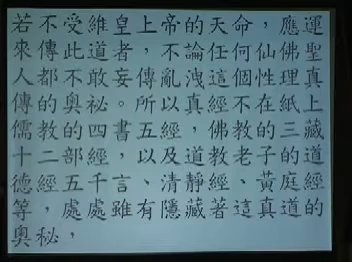 若不受維皇上帝的天命，應運
來傳此道者，不論任何仙佛聖
人都不敢妄傳亂洩這個性理真
傳的奧祕。所以真經不在紙上
儒教的四書五經，佛教的三藏
十二部經，以及道教老子的道
德經五千言、清靜經、黃庭經
等，處處雖有隱藏著這真道的
奧秘，